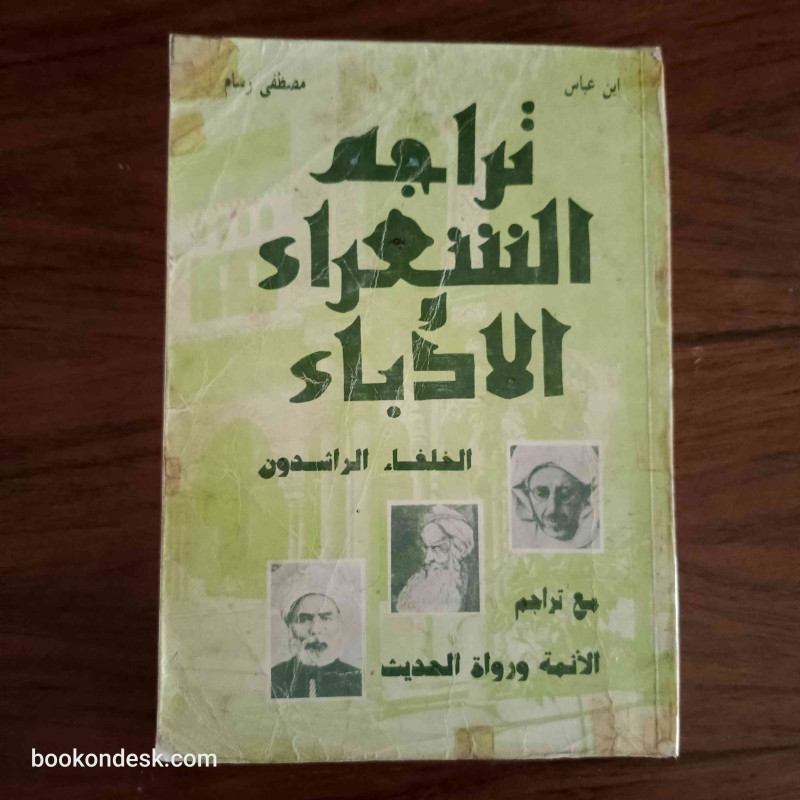 ابن عباس
مصطفى رسام
تراجم
الشعراء
و
الأدباء
الخلفاء الراشدون
مع تراجم
الأئمة ورواة الحديث
bookondesk.com